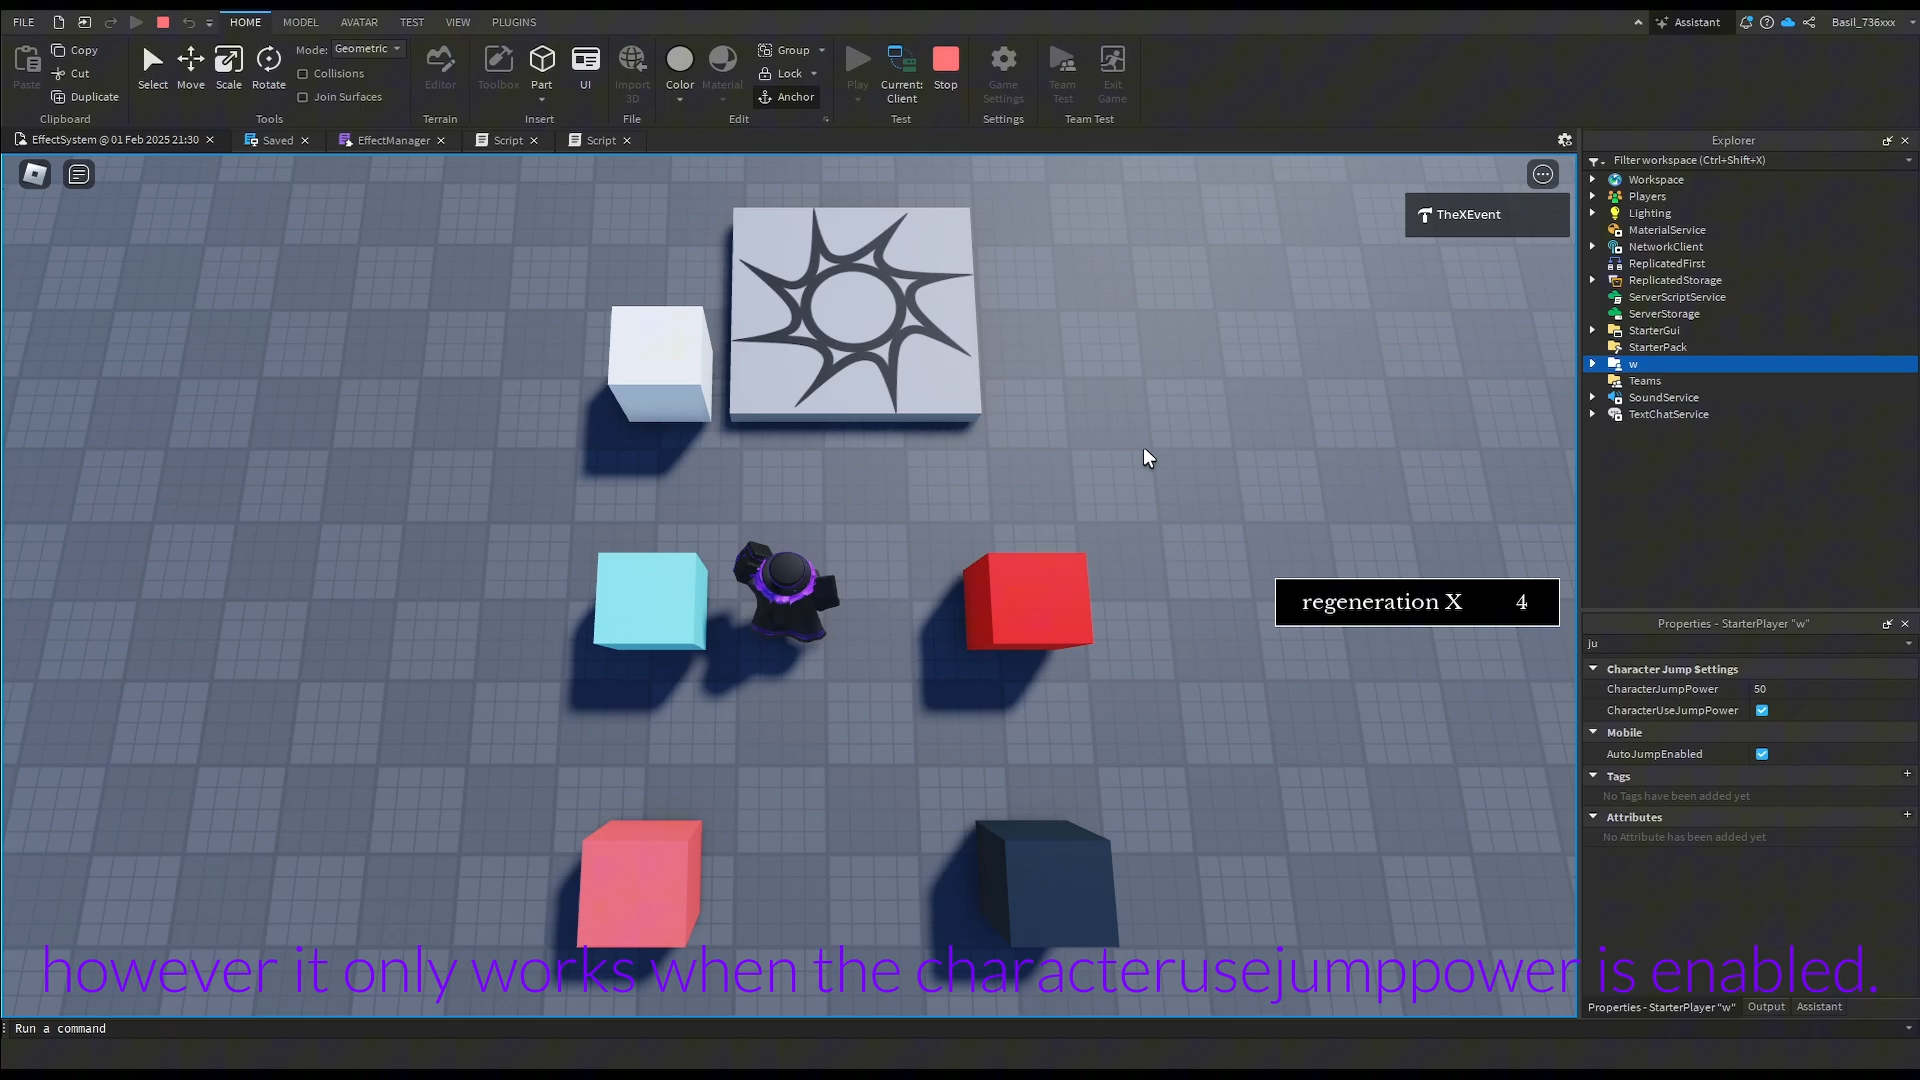 FILE HOME MODEL AVATAR TEST VIEW PLUGINS Assistant Basil_736xxx
Paste Copy Cut Duplicate Select Move Scale Rotate Mode: Geometric Collisions Join Surfaces Editor Toolbox Part UI Import 3D Color Material Group Lock Anchor Play Current: Client Stop Game Settings Team Test Exit Game
Clipboard Tools Terrain Insert File Edit Test Settings Team Test
EffectSystem @ 01 Feb 2025 21:30 Saved EffectManager Script Script
TheXEvent
regeneration X 4
however it only works when the characterusejumppower is enabled.
Explorer
Filter workspace (Ctrl+Shift+X)
Workspace
Players
Lighting
MaterialService
NetworkClient
ReplicatedFirst
ReplicatedStorage
ServerScriptService
ServerStorage
StarterGui
StarterPack
w
Teams
SoundService
TextChatService
Properties - StarterPlayer "w"
ju
Character Jump Settings
CharacterJumpPower 50
CharacterUseJumpPower
Mobile
AutoJumpEnabled
Tags
No Tags have been added yet
Attributes
No Attribute has been added yet
Properties - StarterPlayer "w" Output Assistant
Run a command